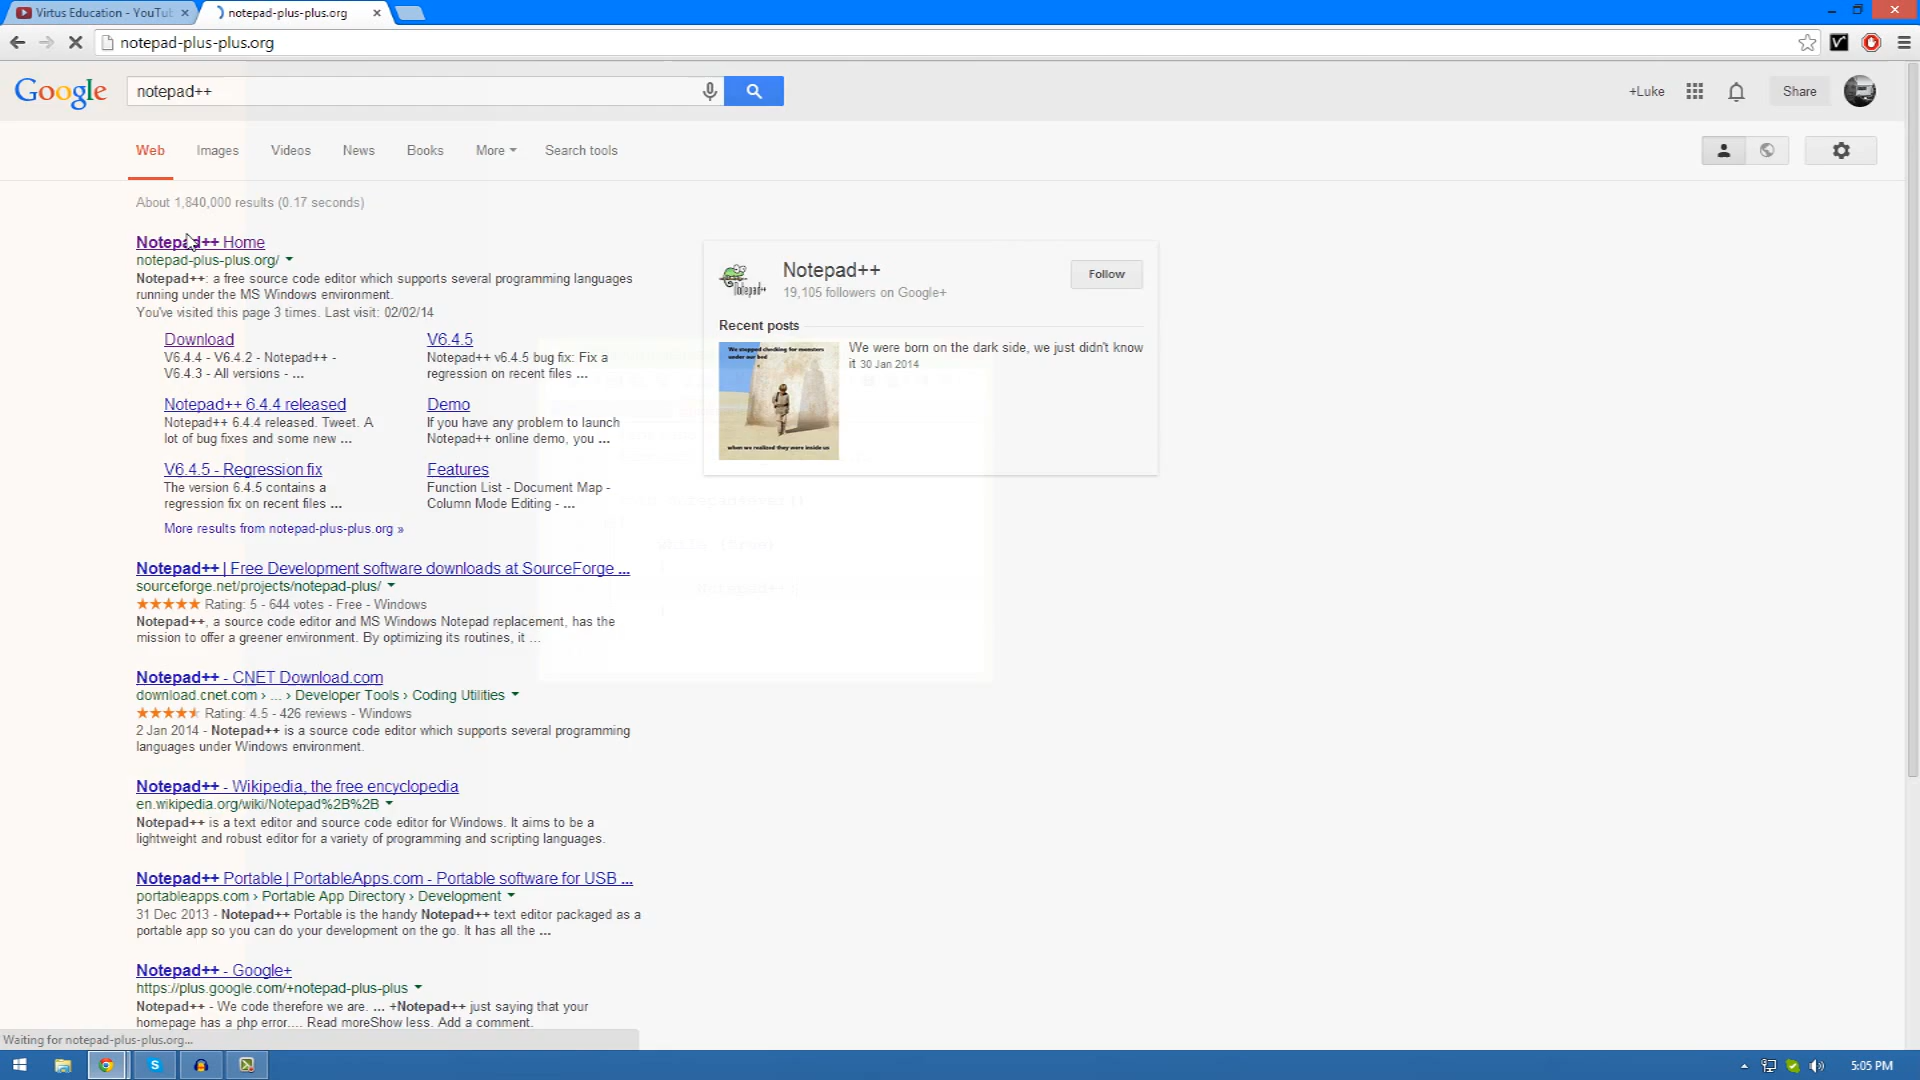 Virtus Education - YouTu
notepad-plus-plus.org
notepad-plus-plus.org
Google
notepad++
+Luke
Share
Web
Images
Videos
News
Books
More
Search tools
About 1,840,000 results (0.17 seconds)
Notepad++ Home
notepad-plus-plus.org/
Notepad++: a free source code editor which supports several programming languages
running under the MS Windows environment.
You've visited this page 3 times. Last visit: 02/02/14
Download
V6.4.4 - V6.4.2 - Notepad++ -
V6.4.3 - All versions - ...
V6.4.5
Notepad++ v6.4.5 bug fix: Fix a
regression on recent files ...
Notepad++ 6.4.4 released
Notepad++ 6.4.4 released. Tweet. A
lot of bug fixes and some new ...
Demo
If you have any problem to launch
Notepad++ online demo, you ...
V6.4.5 - Regression fix
The version 6.4.5 contains a
regression fix on recent files ...
Features
Function List - Document Map -
Column Mode Editing - ...
More results from notepad-plus-plus.org »
Notepad++ | Free Development software downloads at SourceForge ...
sourceforge.net/projects/notepad-plus/
Rating: 5 - 644 votes - Free - Windows
Notepad++, a source code editor and MS Windows Notepad replacement, has the
mission to offer a greener environment. By optimizing its routines, it ...
Notepad++ - CNET Download.com
download.cnet.com › ... › Developer Tools › Coding Utilities
Rating: 4.5 - 426 reviews - Windows
2 Jan 2014 - Notepad++ is a source code editor which supports several programming
languages under Windows environment.
Notepad++ - Wikipedia, the free encyclopedia
en.wikipedia.org/wiki/Notepad%2B%2B
Notepad++ is a text editor and source code editor for Windows. It aims to be a
lightweight and robust editor for a variety of programming and scripting languages.
Notepad++ Portable | PortableApps.com - Portable software for USB ...
portableapps.com › Portable App Directory › Development
31 Dec 2013 - Notepad++ Portable is the handy Notepad++ text editor packaged as a
portable app so you can do your development on the go. It has all the ...
Notepad++ - Google+
https://plus.google.com/+notepad-plus-plus
Notepad++ - We code therefore we are. ... +Notepad++ just saying that your
homepage has a php error.... Read moreShow less. Add a comment.
Notepad++
19,105 followers on Google+
Follow
Recent posts
We stopped checking for monsters
under our bed
when we realized they were inside us
We were born on the dark side, we just didn't know
it 30 Jan 2014
while (true)
Notepad++;
Waiting for notepad-plus-plus.org...
5:05 PM